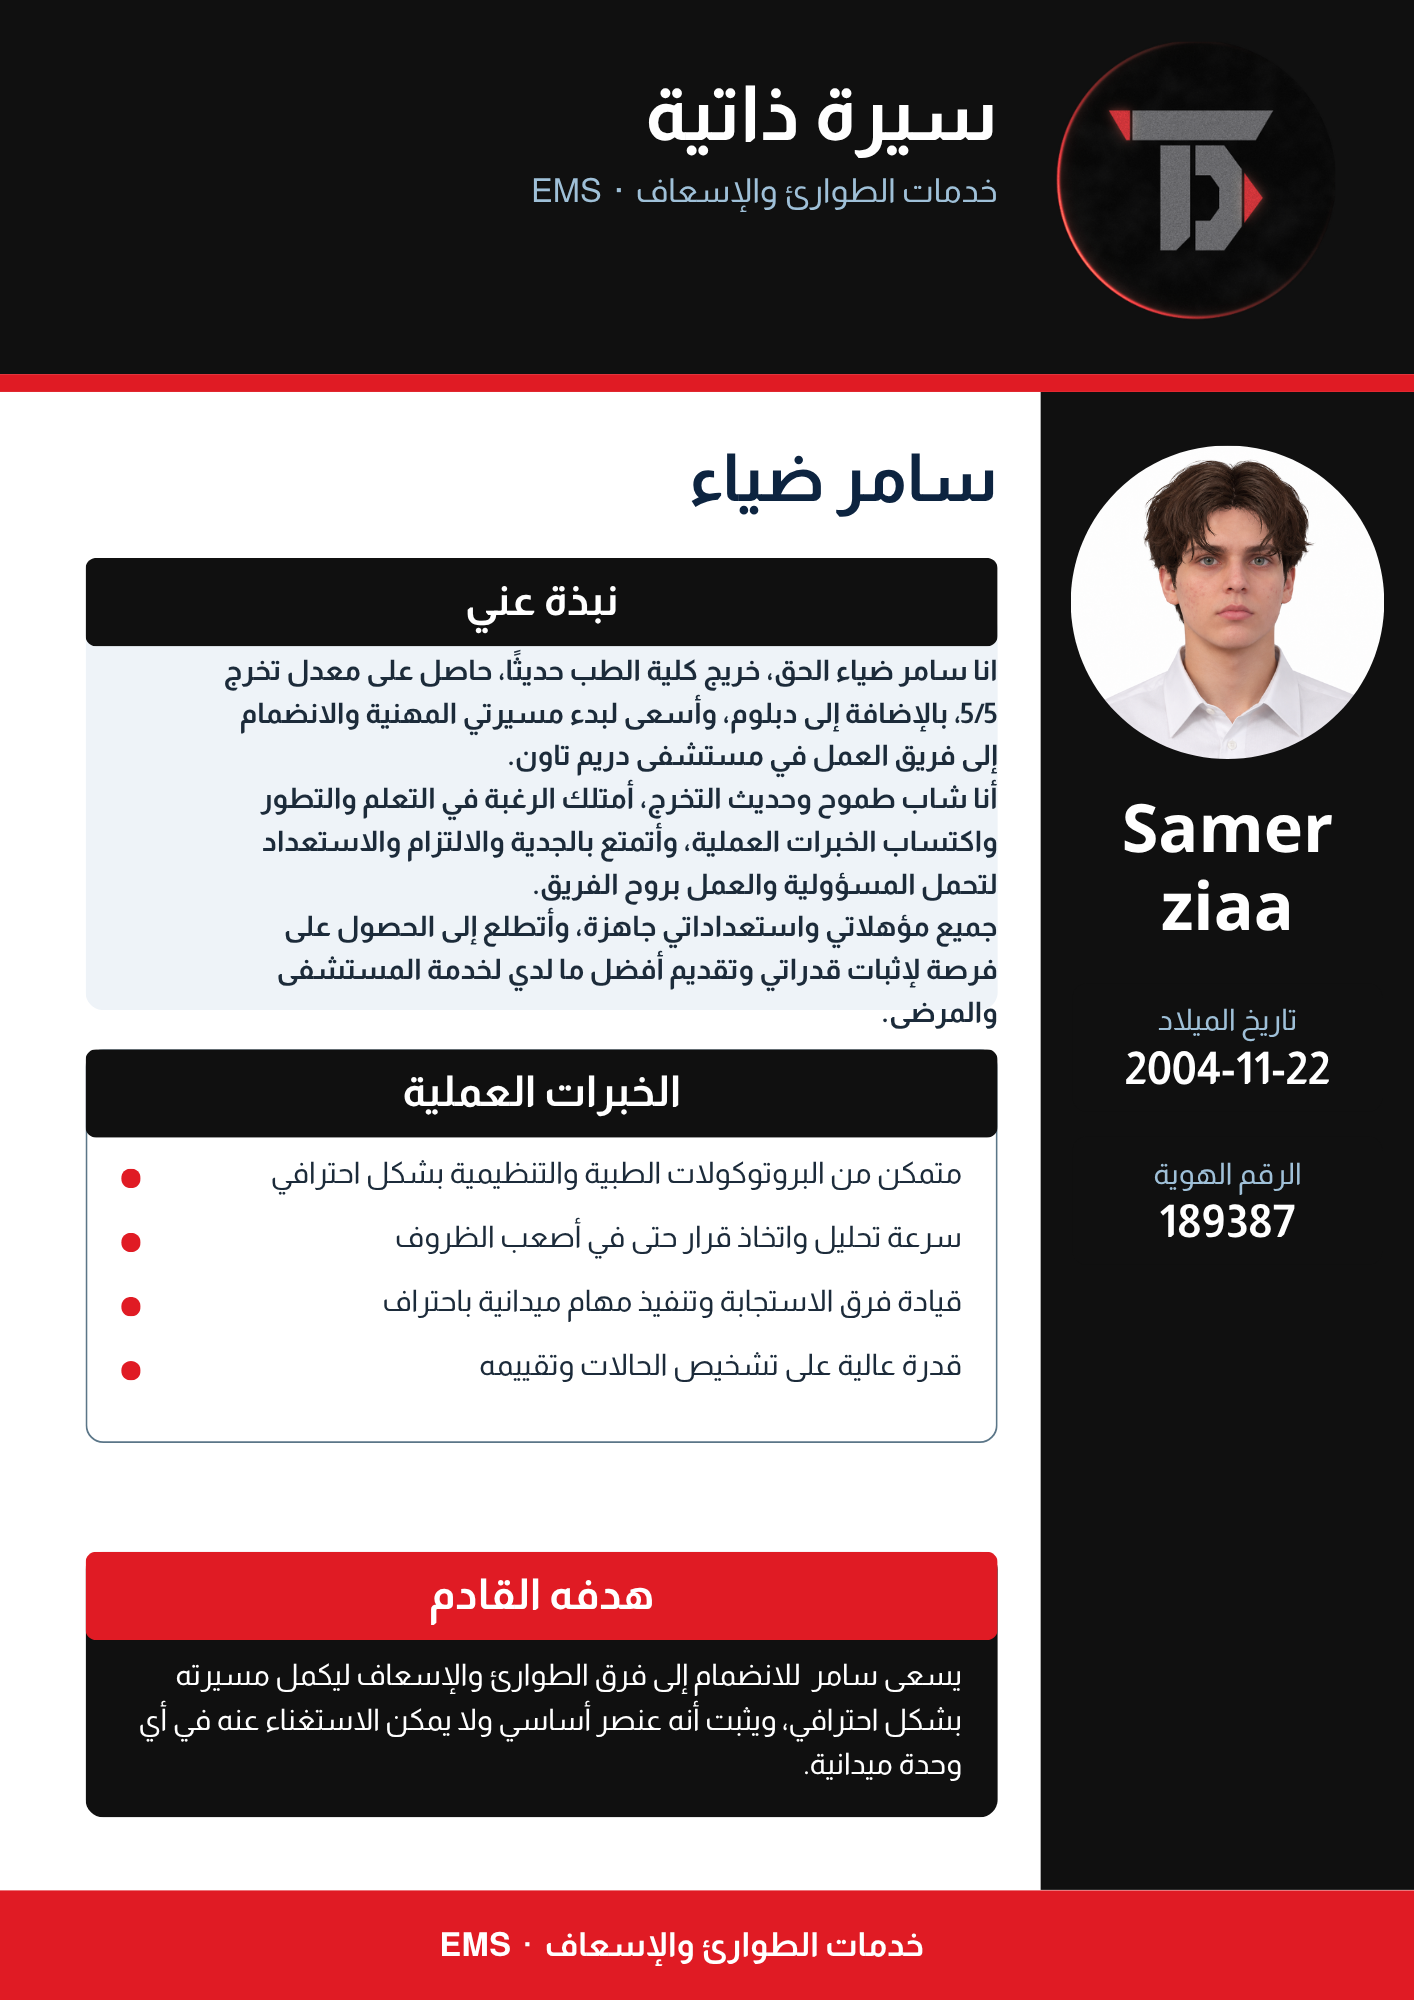 سيرة ذاتية
خدمات الطوارئ والإسعاف · EMS
سامر ضياء
نبذة عني
انا سامر ضياء الحق، خريج كلية الطب حديثًا، حاصل على معدل تخرج
5/5، بالإضافة إلى دبلوم، وأسعى لبدء مسيرتي المهنية والانضمام
إلى فريق العمل في مستشفى دريم تاون.
أنا شاب طموح وحديث التخرج، أمتلك الرغبة في التعلم والتطور
واكتساب الخبرات العملية، وأتمتع بالجدية والالتزام والاستعداد
لتحمل المسؤولية والعمل بروح الفريق.
جميع مؤهلاتي واستعداداتي جاهزة، وأتطلع إلى الحصول على
فرصة لإثبات قدراتي وتقديم أفضل ما لدي لخدمة المستشفى
والمرضى.
الخبرات العملية
متمكن من البروتوكولات الطبية والتنظيمية بشكل احترافي
سرعة تحليل واتخاذ قرار حتى في أصعب الظروف
قيادة فرق الاستجابة وتنفيذ مهام ميدانية باحتراف
قدرة عالية على تشخيص الحالات وتقييمه
هدفه القادم
يسعى سامر للانضمام إلى فرق الطوارئ والإسعاف ليكمل مسيرته
بشكل احترافي، ويثبت أنه عنصر أساسي ولا يمكن الاستغناء عنه في أي
وحدة ميدانية.
Samer
ziaa
تاريخ الميلاد
2004-11-22
الرقم الهوية
189387
خدمات الطوارئ والإسعاف · EMS